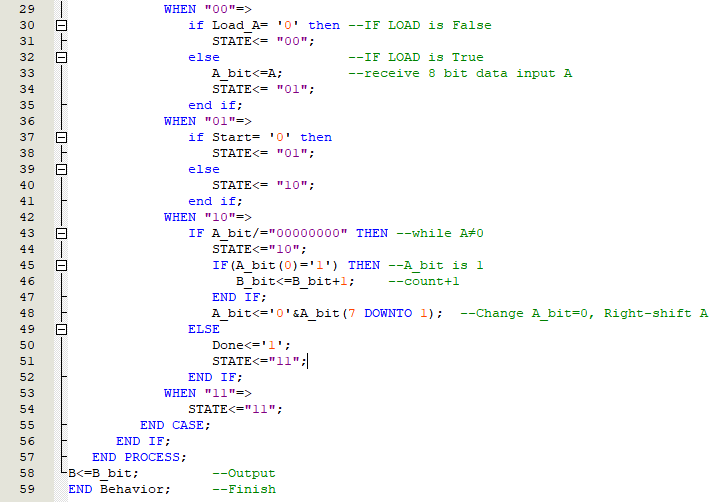 29 WHEN "00"=>
30 if Load_A= '0' then --IF LOAD is False
31 STATE<= "00";
32 else --IF LOAD is True
33 A_bit<=A; --receive 8 bit data input A
34 STATE<= "01";
35 end if;
36 WHEN "01"=>
37 if Start= '0' then
38 STATE<= "01";
39 else
40 STATE<= "10";
41 end if;
42 WHEN "10"=>
43 IF A_bit/="00000000" THEN --while A≠0
44 STATE<="10";
45 IF(A_bit(0)='1') THEN --A_bit is 1
46 B_bit<=B_bit+1; --count+1
47 END IF;
48 A_bit<='0'&A_bit(7 DOWNTO 1); --Change A_bit=0, Right-shift A
49 ELSE
50 Done<='1';
51 STATE<="11";
52 END IF;
53 WHEN "11"=>
54 STATE<="11";
55 END CASE;
56 END IF;
57 END PROCESS;
58 B<=B_bit; --Output
59 END Behavior; --Finish